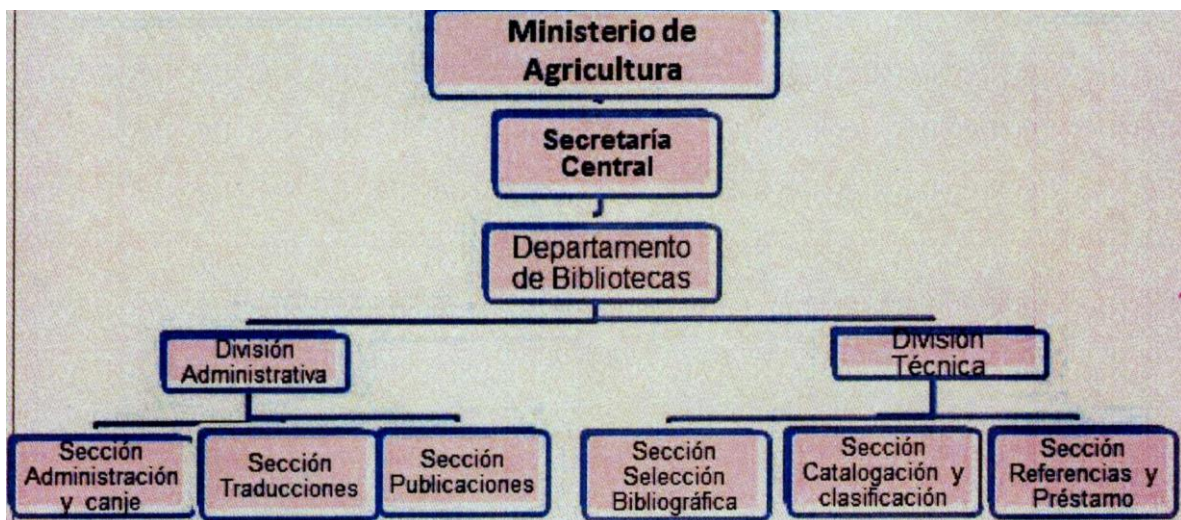 Ministerio de
Agricultura
Secretaría
Central
Departamento
de Bibliotecas
División
Administrativa
División
Técnica
Sección
Administración
y canje
Sección
Traducciones
Sección
Publicaciones
Sección
Selección
Bibliográfica
Sección
Catalogación y
clasificación
Sección
Referencias y
Préstamo